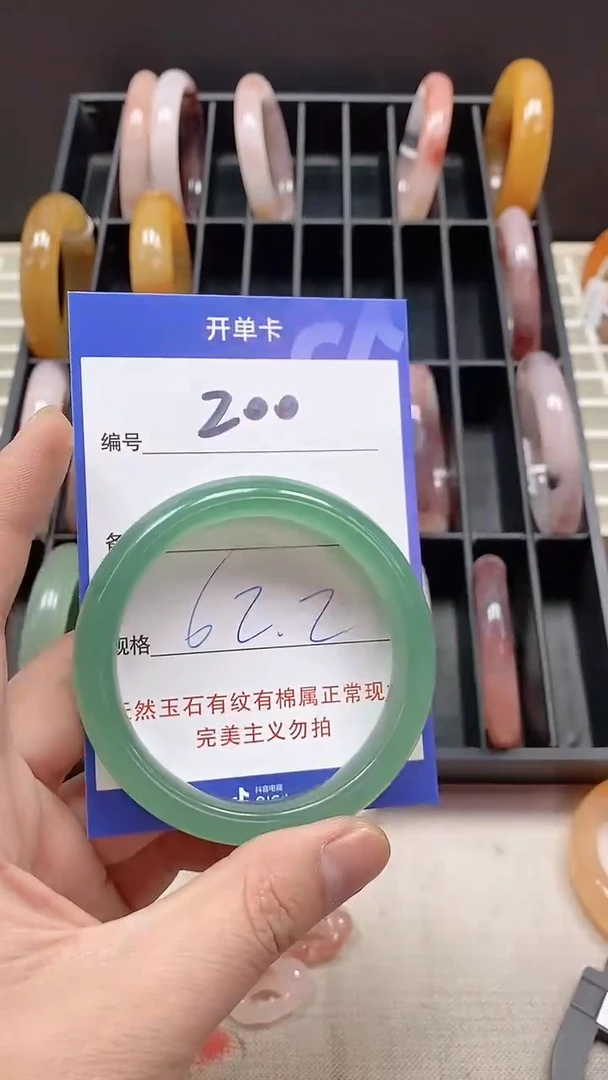 开单卡
编号 200
规格 62.2
天然玉石有纹有棉属正常现
完美主义勿拍
抖音电商